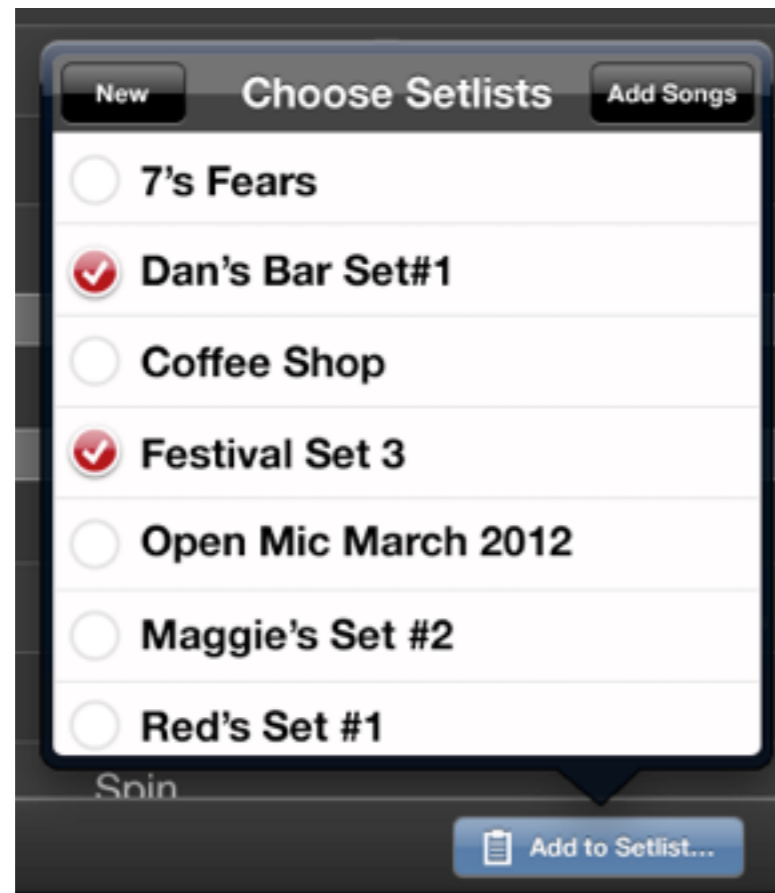 New Choose Setlists Add Songs
7’s Fears
Dan’s Bar Set#1
Coffee Shop
Festival Set 3
Open Mic March 2012
Maggie’s Set #2
Red’s Set #1
Spin
Add to Setlist...